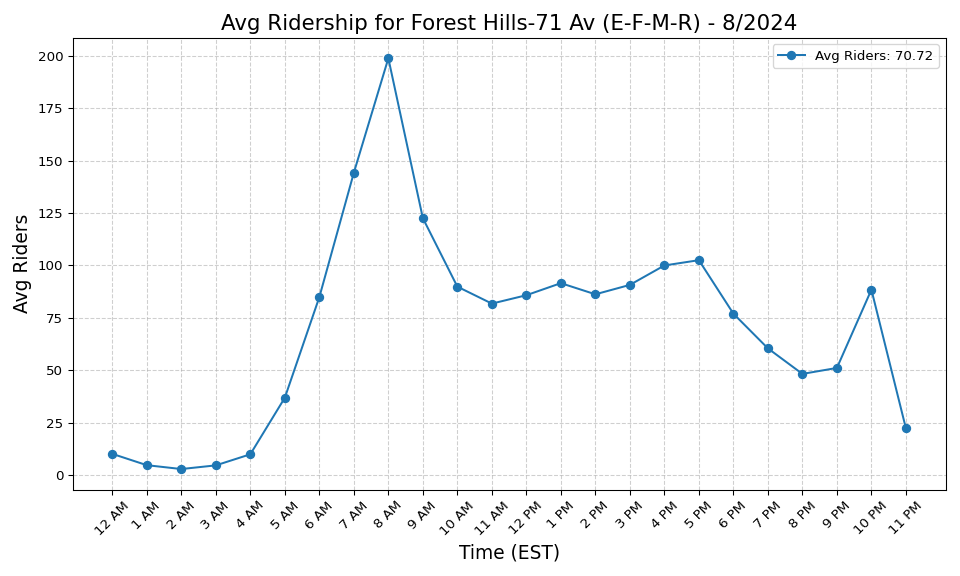 Avg Ridership for Forest Hills-71 Av (E-F-M-R) - 8/2024
Avg Riders: 70.72
Avg Riders
200
175
150
125
100
75
50
25
0
12 AM
1 AM
2 AM
3 AM
4 AM
5 AM
6 AM
7 AM
8 AM
9 AM
10 AM
11 AM
12 PM
1 PM
2 PM
3 PM
4 PM
5 PM
6 PM
7 PM
8 PM
9 PM
10 PM
11 PM
Time (EST)